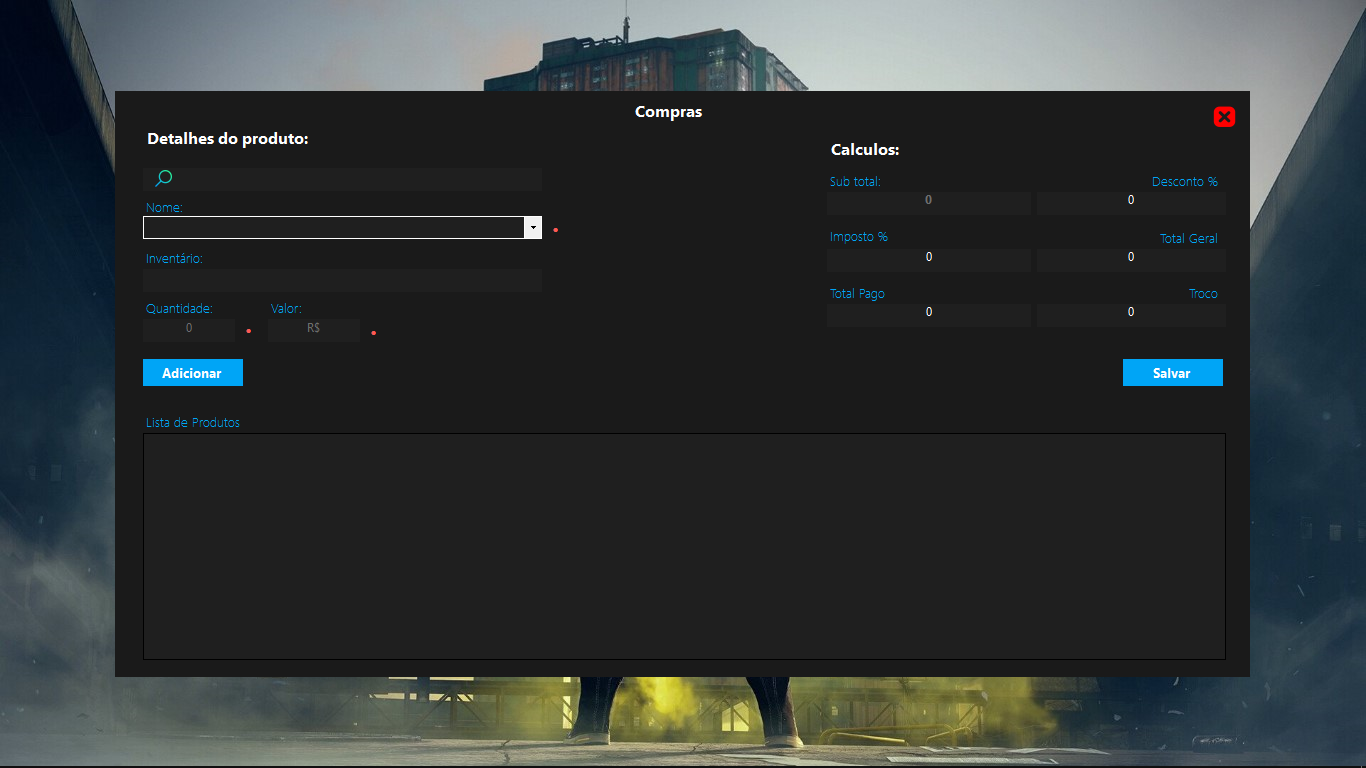 Compras
Detalhes do produto:
Nome:
Inventário:
Quantidade: Valor:
0 R$
Adicionar
Calculos:
Sub total: Desconto %
0 0
Imposto % Total Geral
0 0
Total Pago Troco
0 0
Salvar
Lista de Produtos